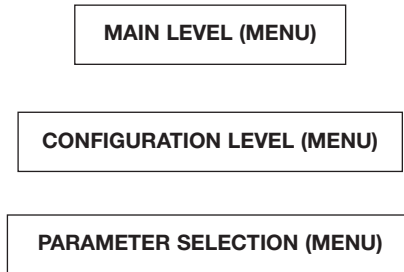 MAIN LEVEL (MENU)
CONFIGURATION LEVEL (MENU)
PARAMETER SELECTION (MENU)